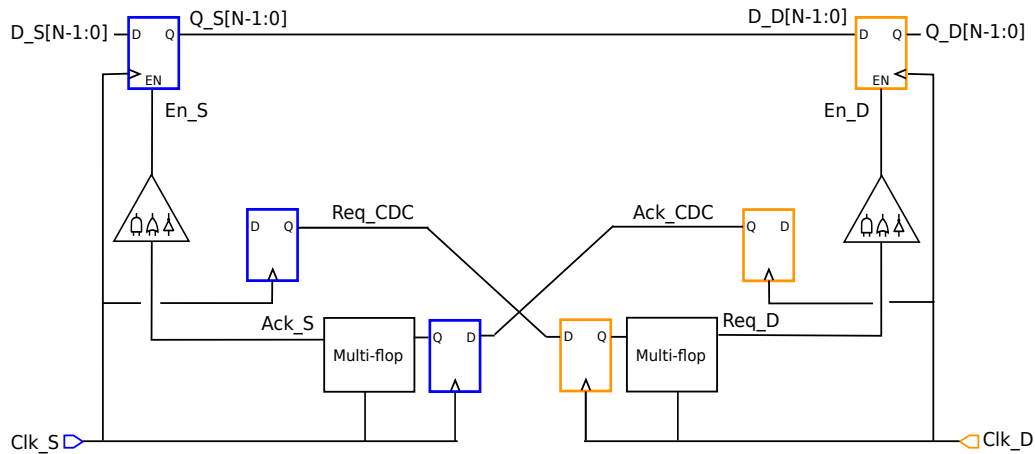 D_S[N-1:0]
D
Q
EN
Q_S[N-1:0]
D_D[N-1:0]
D
Q
EN
Q_D[N-1:0]
En_S
En_D
D
Q
Req_CDC
Ack_CDC
Q
D
Ack_S
Multi-flop
Q
D
D
Q
Multi-flop
Req_D
Clk_S
Clk_D